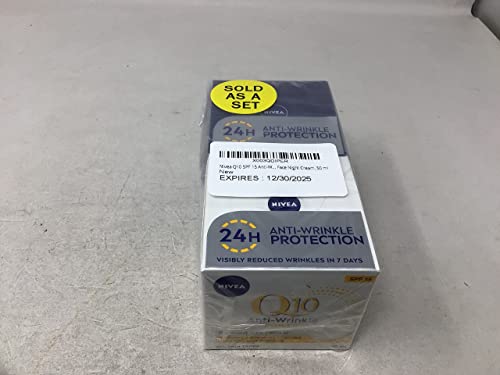 SOLD
AS A
SET
NIVEA
24H ANTI-WRINKLE
PROTECTION
Nivea Q10 SPF 15 Anti-W... Face Night Cream, 50 ml
New
EXPIRES : 12/30/2025
NIVEA
24H ANTI-WRINKLE
PROTECTION
VISIBLY REDUCED WRINKLES IN 7 DAYS
NIVEA
SPF 15
Q10
Anti-Wrinkle